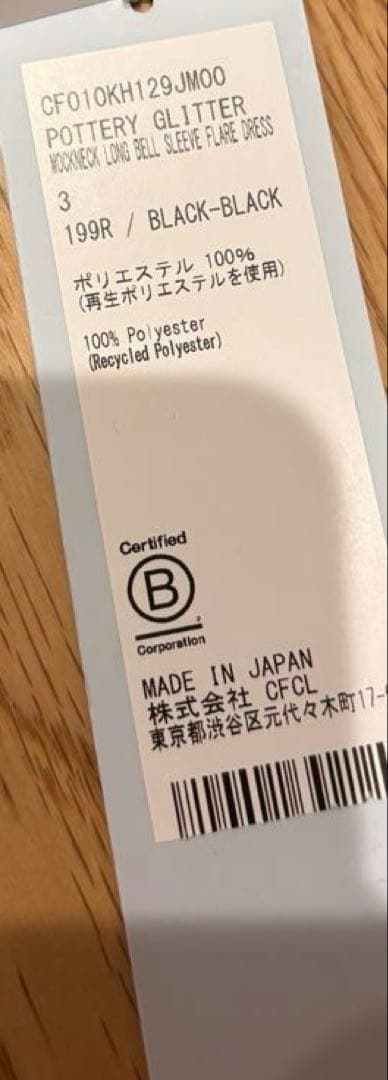 CF010KH129JM00
POTTERY GLITTER
MOCKNECK LONG BELL SLEEVE FLARE DRESS
3
199R / BLACK-BLACK
ポリエステル 100%
(再生ポリエステルを使用)
100% Polyester
(Recycled Polyester)
Certified
B
Corporation
MADE IN JAPAN
株式会社 CFCL
東京都渋谷区元代々木町17-